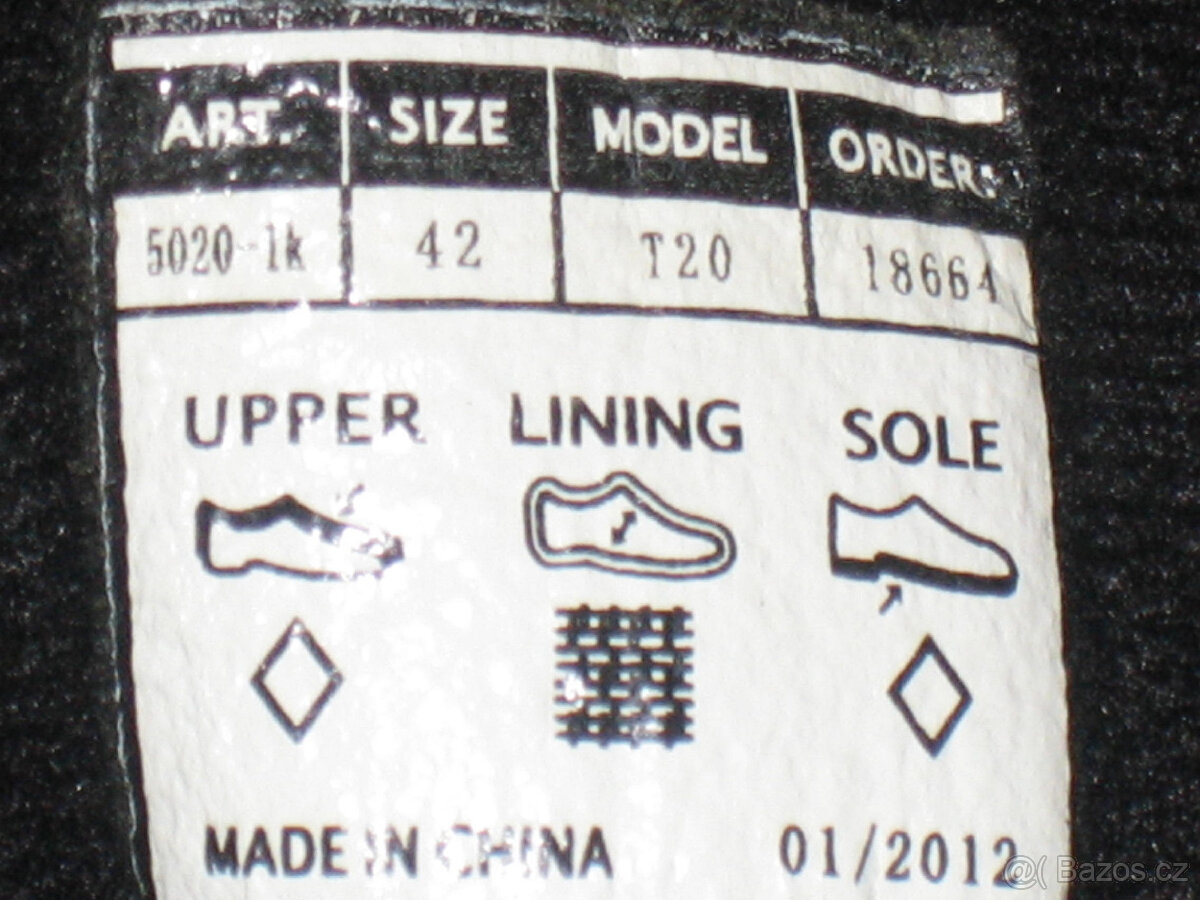 ART. SIZE MODEL ORDERS
5020-1k 42 T20 18664
UPPER LINING SOLE
MADE IN CHINA 01/2012
@( Bazos.cz